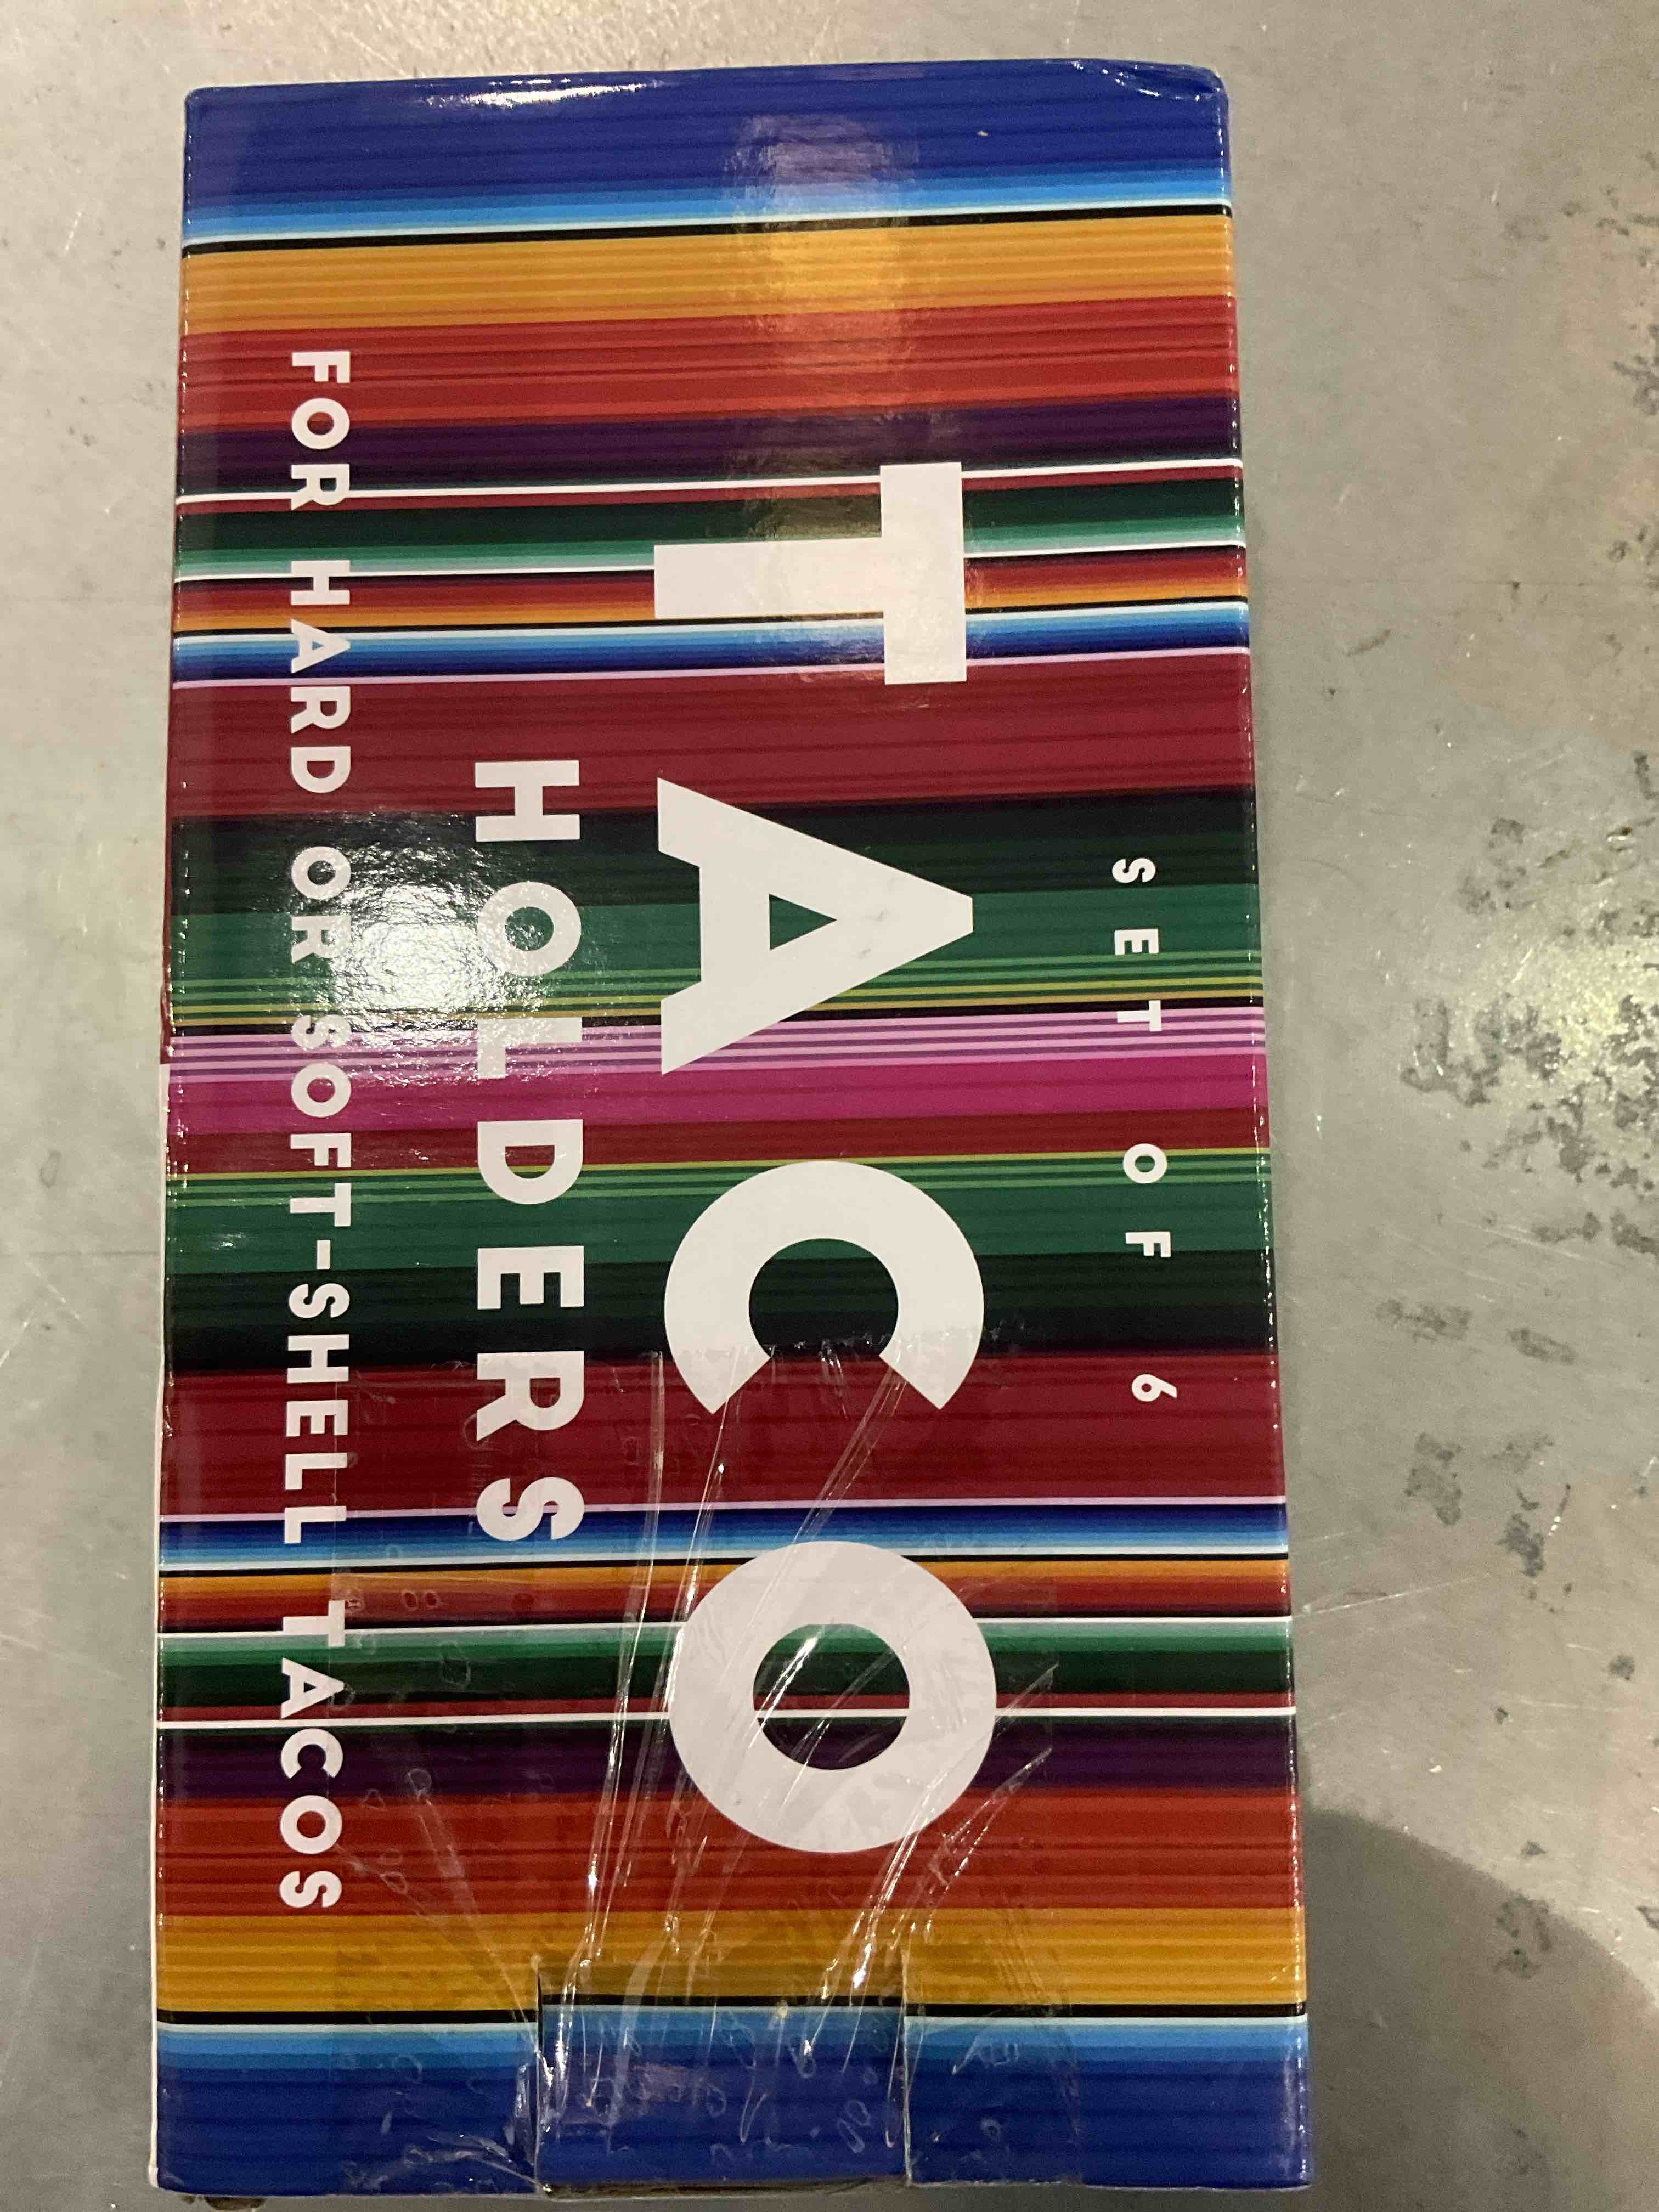 SET OF 6
TACO
HOLDERS
FOR HARD OR SOFT-SHELL TACOS